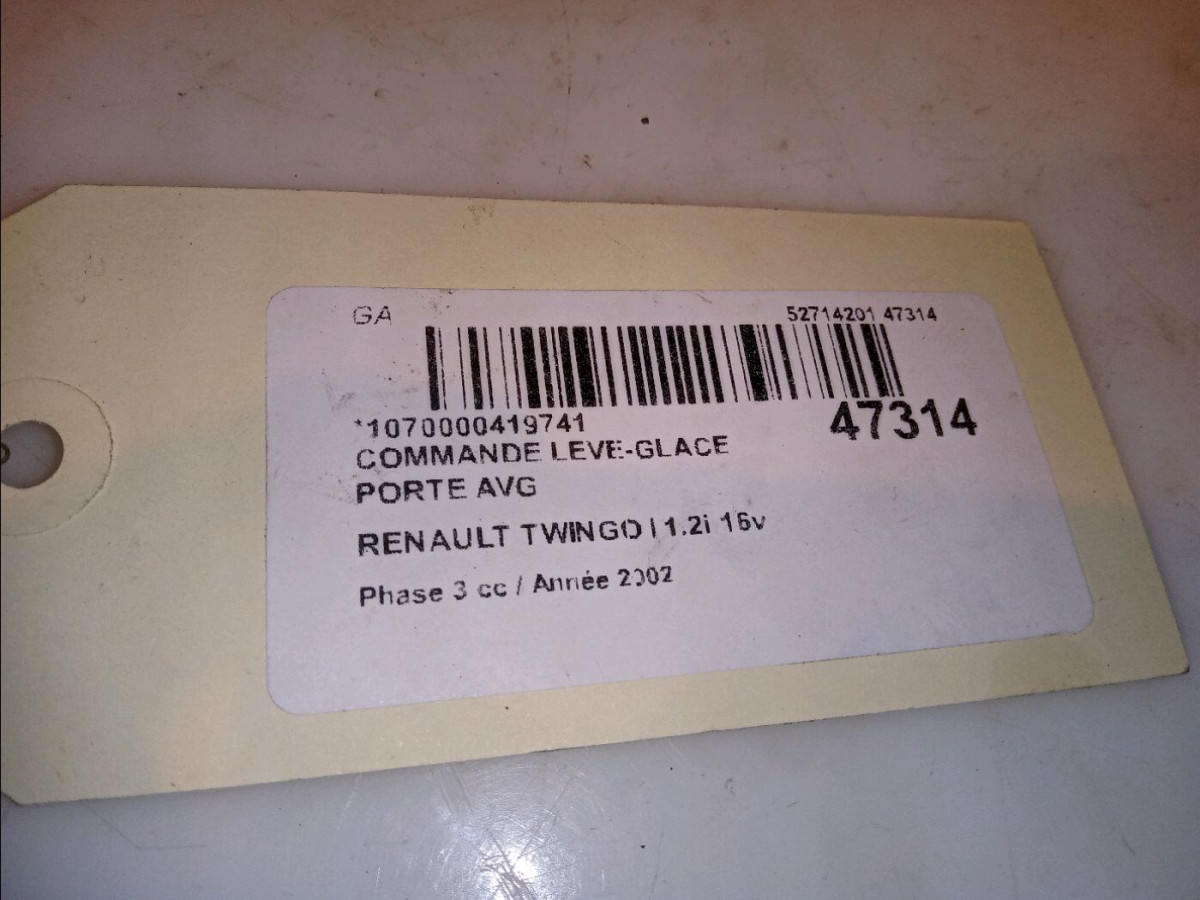 GA 52714201 47314
*1070000419741 47314
COMMANDE LEVE-GLACE
PORTE AVG
RENAULT TWINGO I 1.2i 16v
Phase 3 cc / Année 2002